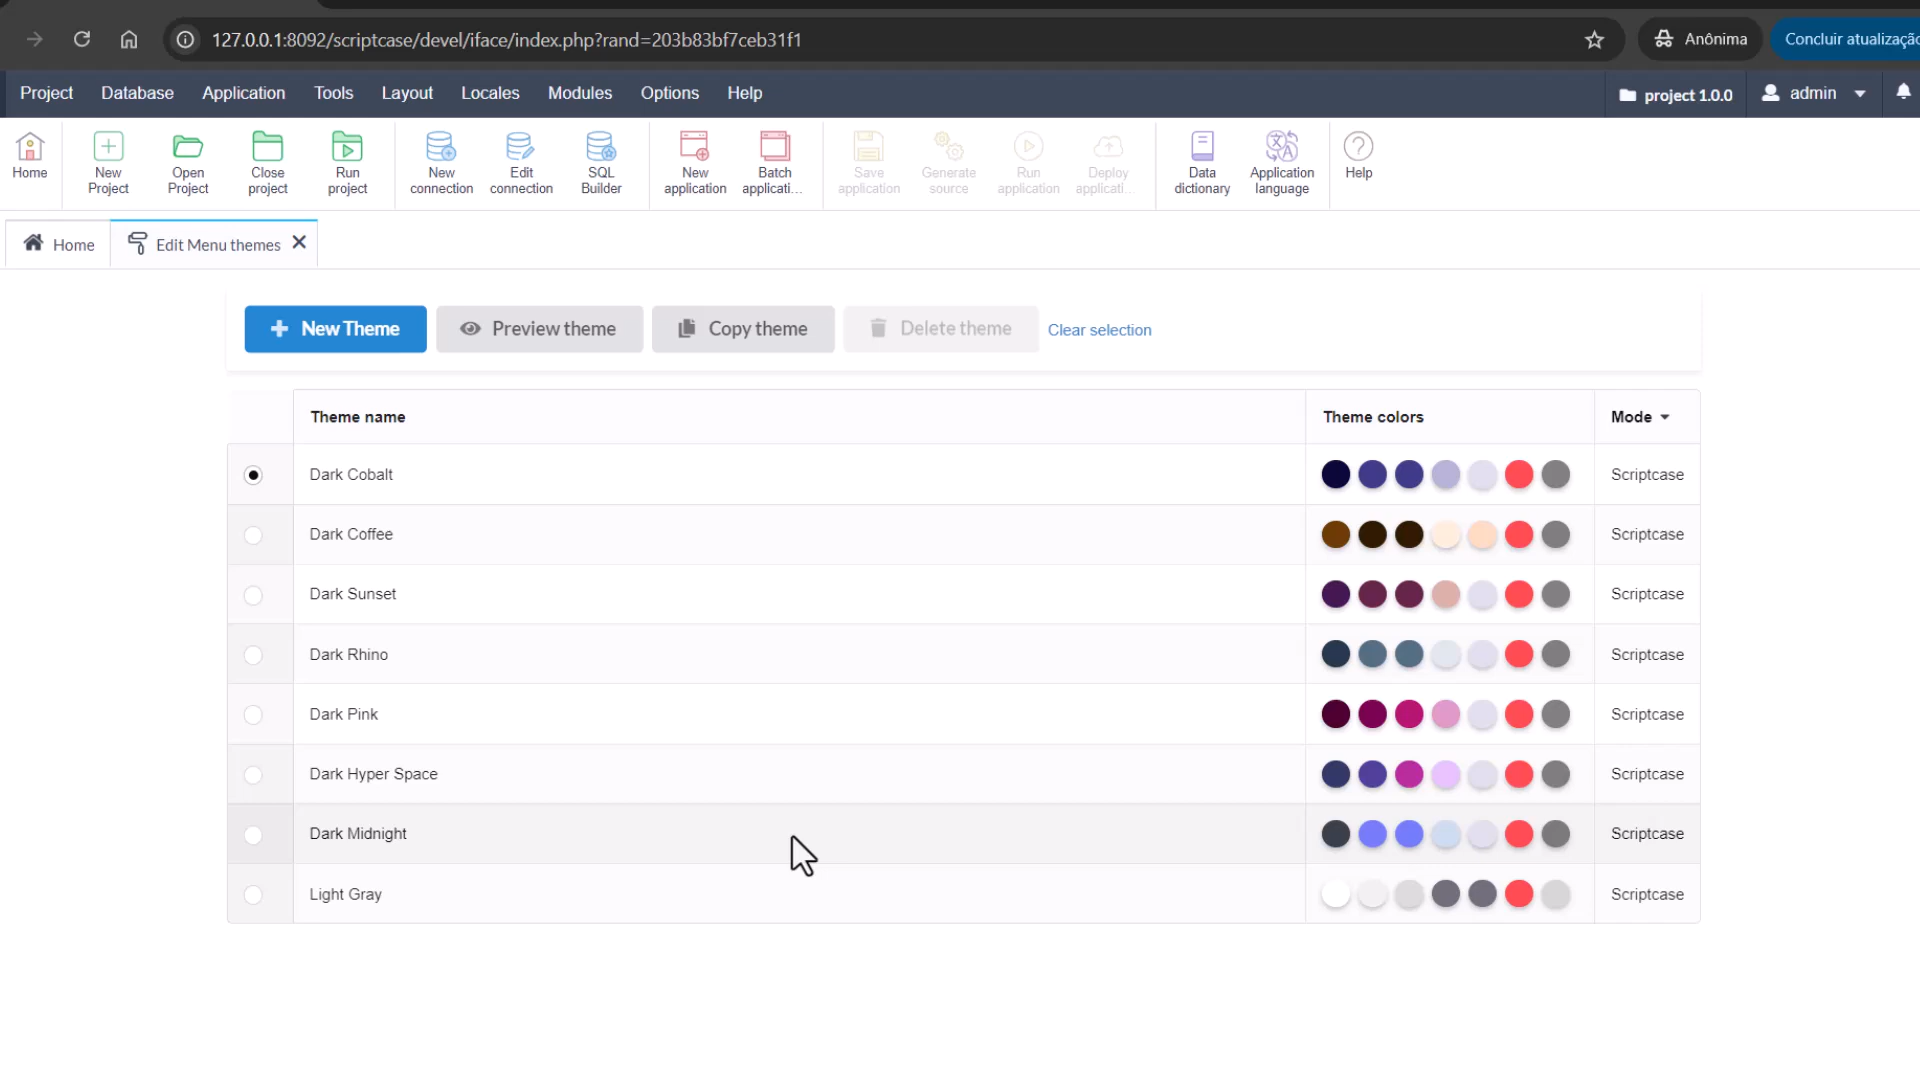 127.0.0.1:8092/scriptcase/devel/iface/index.php?rand=203b83bf7ceb31f1
Anônima
Concluir atualização
Project Database Application Tools Layout Locales Modules Options Help
project 1.0.0
admin
Home
New Project
Open Project
Close project
Run project
New connection
Edit connection
SQL Builder
New application
Batch applicati...
Save application
Generate source
Run application
Deploy applicati...
Data dictionary
Application language
Help
Home
Edit Menu themes
New Theme
Preview theme
Copy theme
Delete theme
Clear selection
Theme name Theme colors Mode
Dark Cobalt Scriptcase
Dark Coffee Scriptcase
Dark Sunset Scriptcase
Dark Rhino Scriptcase
Dark Pink Scriptcase
Dark Hyper Space Scriptcase
Dark Midnight Scriptcase
Light Gray Scriptcase